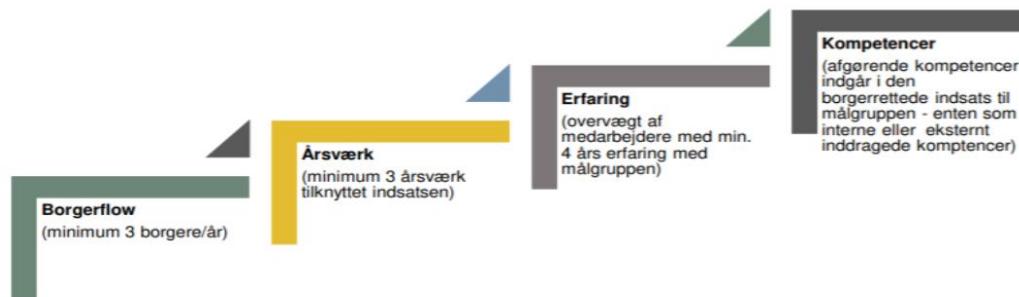 Borgerflow
(minimum 3 borgere/år)
Årsværk
(minimum 3 årsværk
tilknyttet indsatsen)
Erfaring
(overvægt af
medarbejdere med min.
4 års erfaring med
målgruppen)
Kompetencer
(afgørende kompetencer
indgår i den
borgerrettede indsats til
målgruppen - enten som
interne eller eksternt
inddragede komptencer)